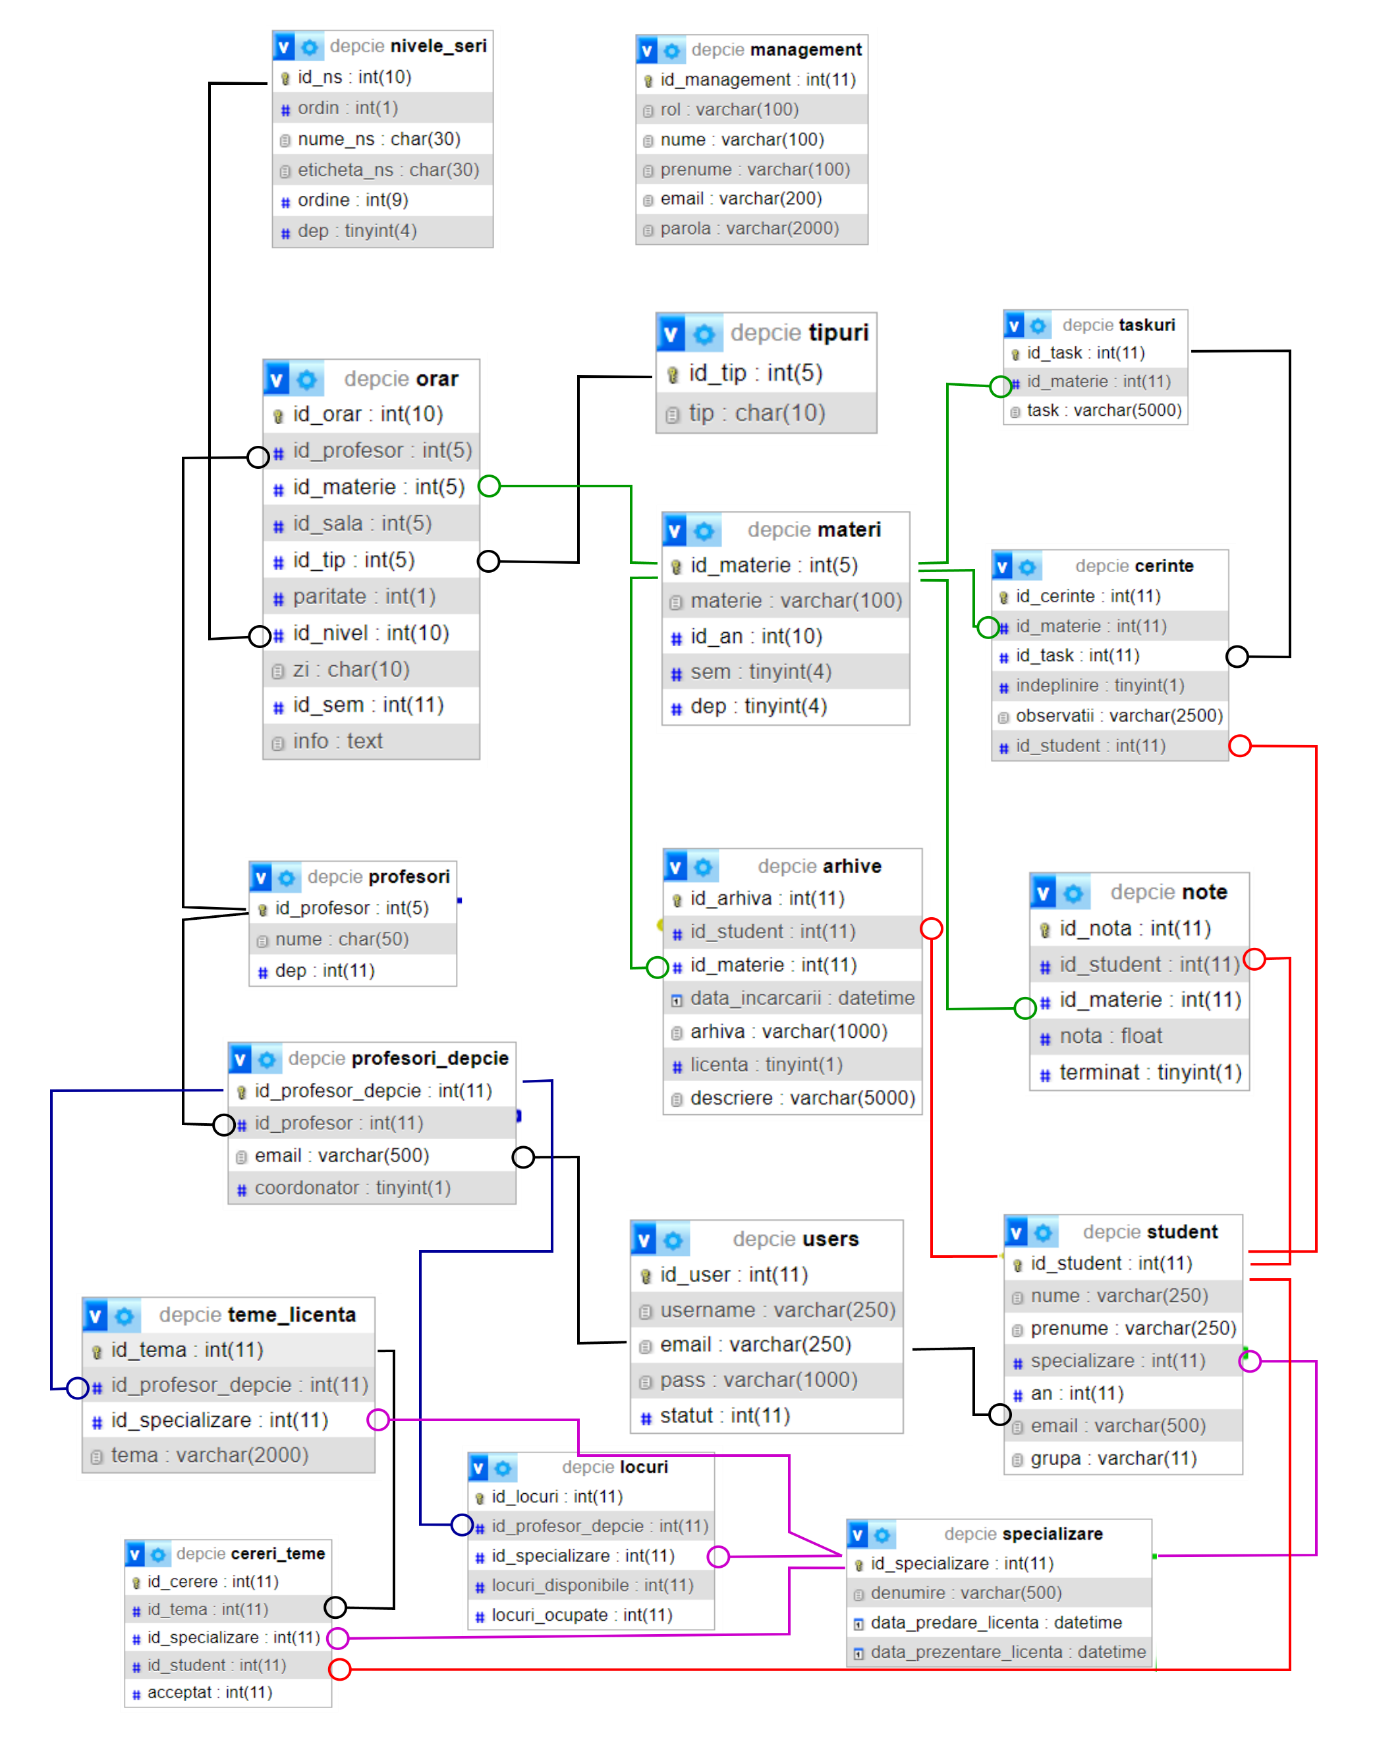 depcie nivele_seri
id_ns : int(10)
ordin : int(1)
nume_ns : char(30)
eticheta_ns : char(30)
ordine : int(9)
dep : tinyint(4)
depcie management
id_management : int(11)
rol : varchar(100)
nume : varchar(100)
prenume : varchar(100)
email : varchar(200)
parola : varchar(2000)
depcie tipuri
id_tip : int(5)
tip : char(10)
depcie taskuri
id_task : int(11)
id_materie : int(11)
task : varchar(5000)
depcie orar
id_orar : int(10)
id_profesor : int(5)
id_materie : int(5)
id_sala : int(5)
id_tip : int(5)
paritate : int(1)
id_nivel : int(10)
zi : char(10)
id_sem : int(11)
info : text
depcie materi
id_materie : int(5)
materie : varchar(100)
id_an : int(10)
sem : tinyint(4)
dep : tinyint(4)
depcie cerinte
id_cerinte : int(11)
id_materie : int(11)
id_task : int(11)
indeplinire : tinyint(1)
observatii : varchar(2500)
id_student : int(11)
depcie profesori
id_profesor : int(5)
nume : char(50)
dep : int(11)
depcie arhive
id_arhiva : int(11)
id_student : int(11)
id_materie : int(11)
data_incarcarii : datetime
arhiva : varchar(1000)
licenta : tinyint(1)
descriere : varchar(5000)
depcie note
id_nota : int(11)
id_student : int(11)
id_materie : int(11)
nota : float
terminat : tinyint(1)
depcie profesori_depcie
id_profesor_depcie : int(11)
id_profesor : int(11)
email : varchar(500)
coordonator : tinyint(1)
depcie users
id_user : int(11)
username : varchar(250)
email : varchar(250)
pass : varchar(1000)
statut : int(11)
depcie student
id_student : int(11)
nume : varchar(250)
prenume : varchar(250)
specializare : int(11)
an : int(11)
email : varchar(500)
grupa : varchar(11)
depcie teme_licenta
id_tema : int(11)
id_profesor_depcie : int(11)
id_specializare : int(11)
tema : varchar(2000)
depcie locuri
id_locuri : int(11)
id_profesor_depcie : int(11)
id_specializare : int(11)
locuri_disponibile : int(11)
locuri_ocupate : int(11)
depcie specializare
id_specializare : int(11)
denumire : varchar(500)
data_predare_licenta : datetime
data_prezentare_licenta : datetime
depcie cereri_teme
id_cerere : int(11)
id_tema : int(11)
id_specializare : int(11)
id_student : int(11)
acceptat : int(11)